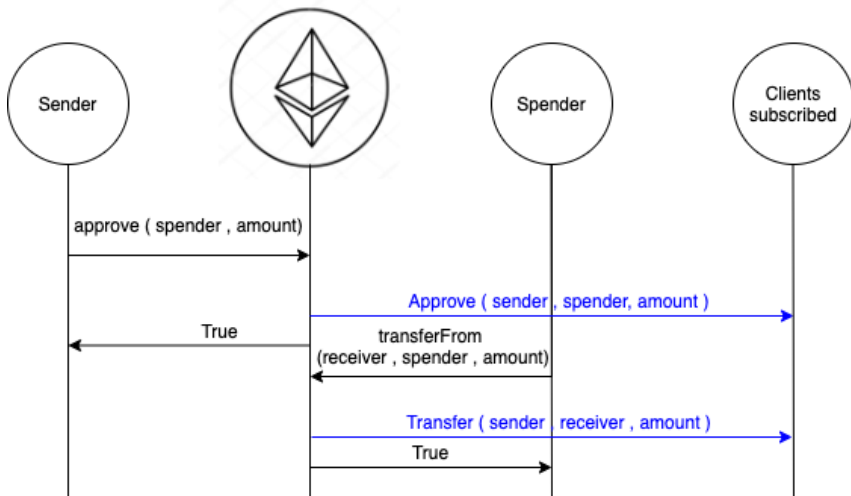 Sender
Spender
Clients
subscribed
approve ( spender , amount)
Approve ( sender , spender, amount )
True
transferFrom
(receiver , spender , amount)
Transfer ( sender , receiver , amount )
True